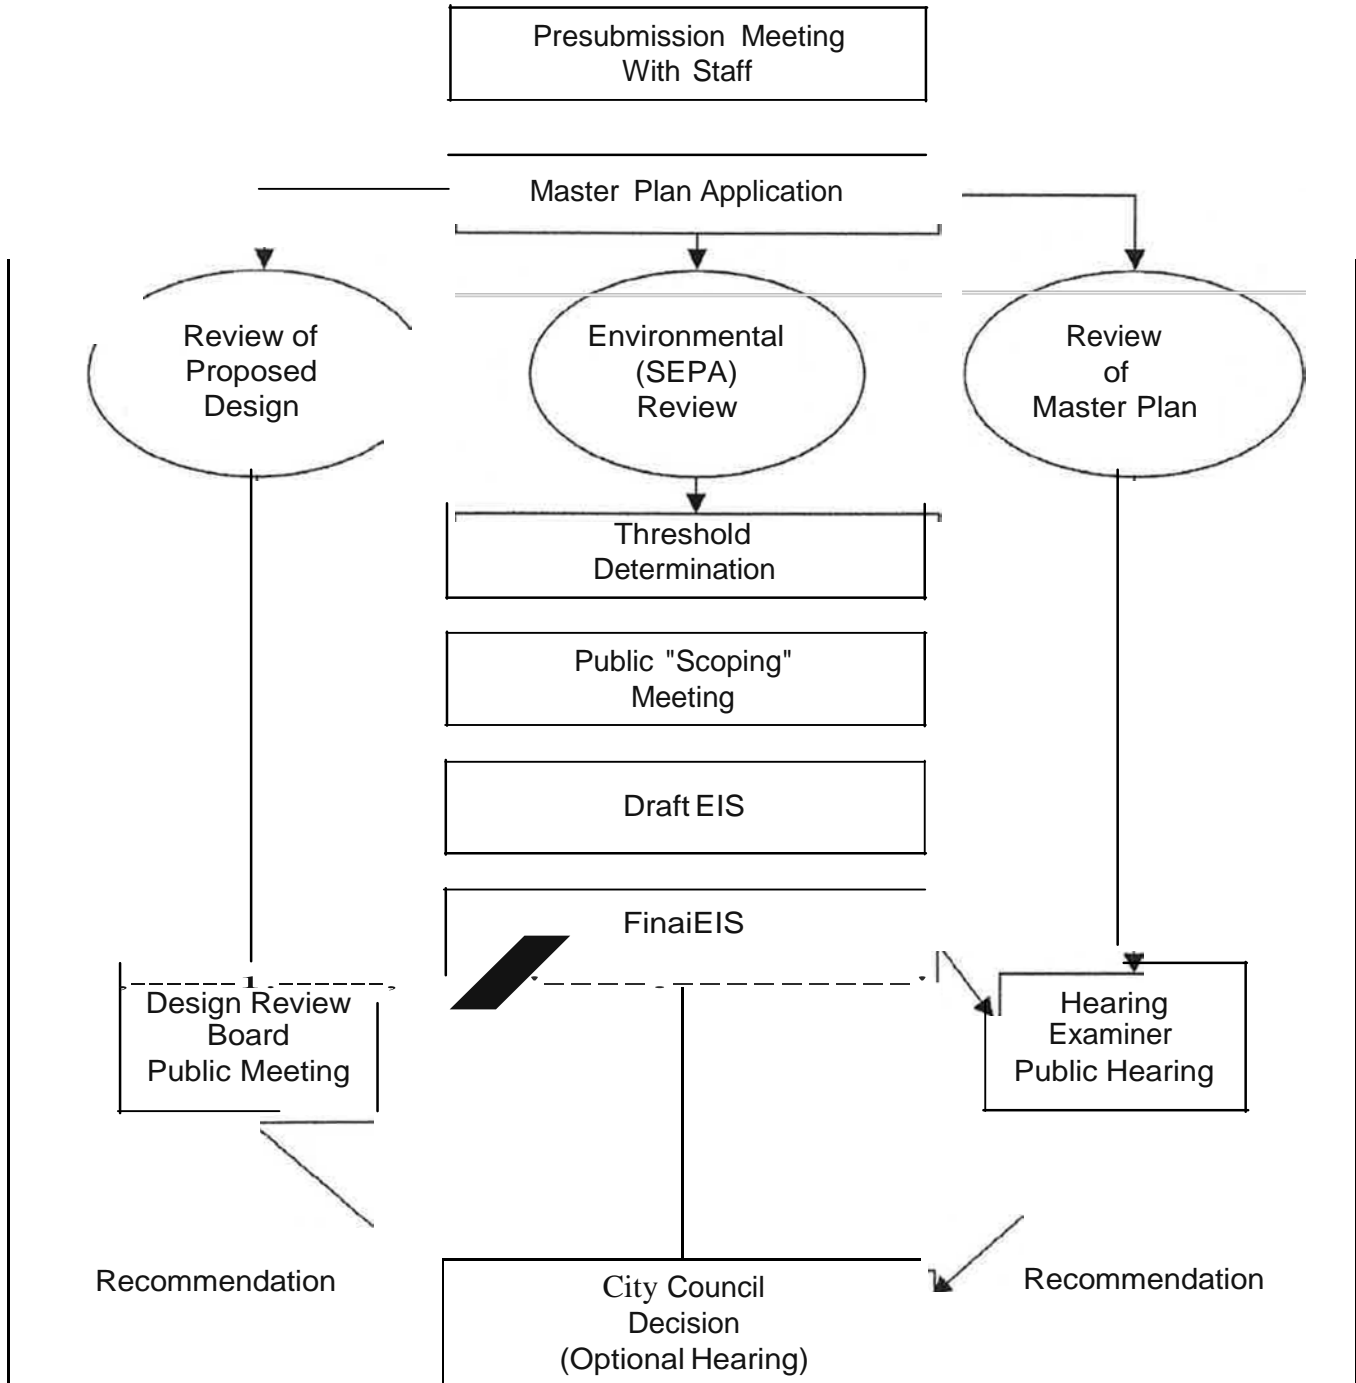 Presubmission Meeting
With Staff
Master Plan Application
Review of
Proposed
Design
Environmental
(SEPA)
Review
Review
of
Master Plan
Threshold
Determination
Public "Scoping"
Meeting
Draft EIS
FinaiEIS
Design Review
Board
Public Meeting
Hearing
Examiner
Public Hearing
Recommendation
City Council
Decision
(Optional Hearing)
Recommendation